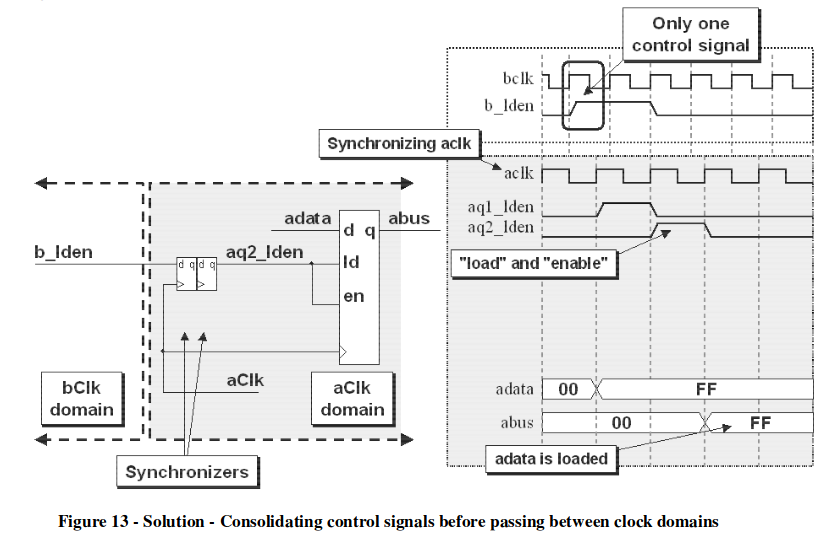 Only one
control signal
bclk
b_lden
Synchronizing aclk
aclk
aq1_lden
aq2_lden
"load" and "enable"
adata
abus
d q
b_lden
d q d q
aq2_lden
ld
en
aClk
bClk
domain
aClk
domain
Synchronizers
adata
00
FF
abus
00
FF
adata is loaded
Figure 13 - Solution - Consolidating control signals before passing between clock domains